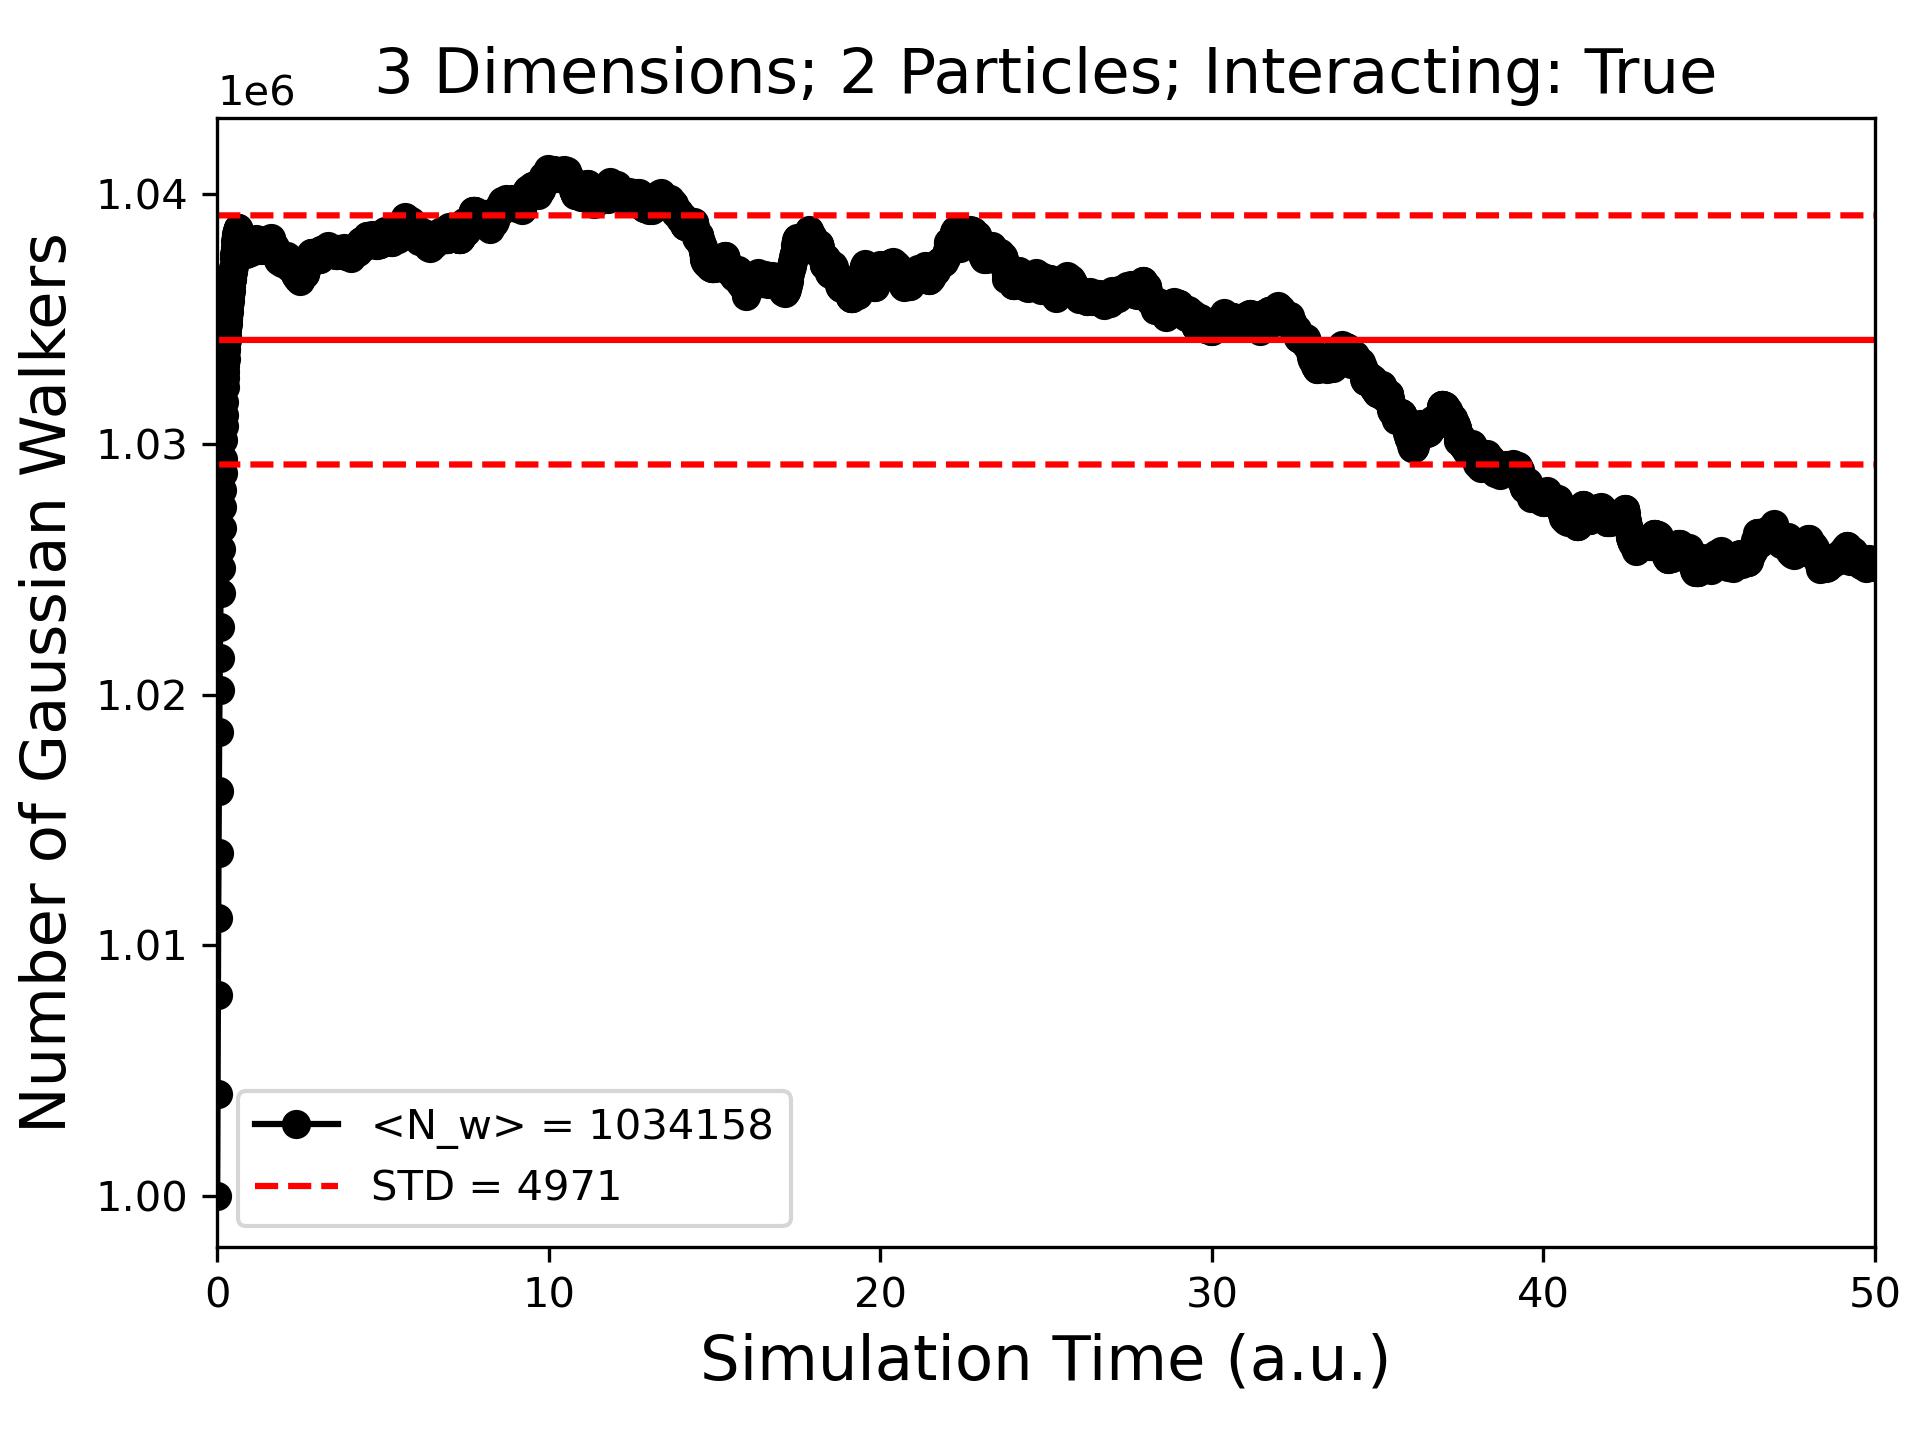 3 Dimensions; 2 Particles; Interacting: True
1e6
1.04
1.03
1.02
1.01
1.00
Number of Gaussian Walkers
<N_w> = 1034158
STD = 4971
0 10 20 30 40 50
Simulation Time (a.u.)